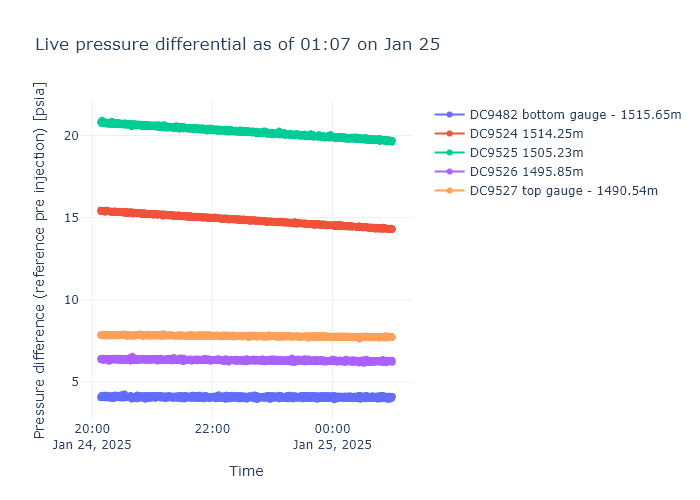 Live pressure differential as of 01:07 on Jan 25
Pressure difference (reference pre injection) [psia]
20
15
10
5
20:00
Jan 24, 2025
22:00
00:00
Jan 25, 2025
Time
DC9482 bottom gauge - 1515.65m
DC9524 1514.25m
DC9525 1505.23m
DC9526 1495.85m
DC9527 top gauge - 1490.54m